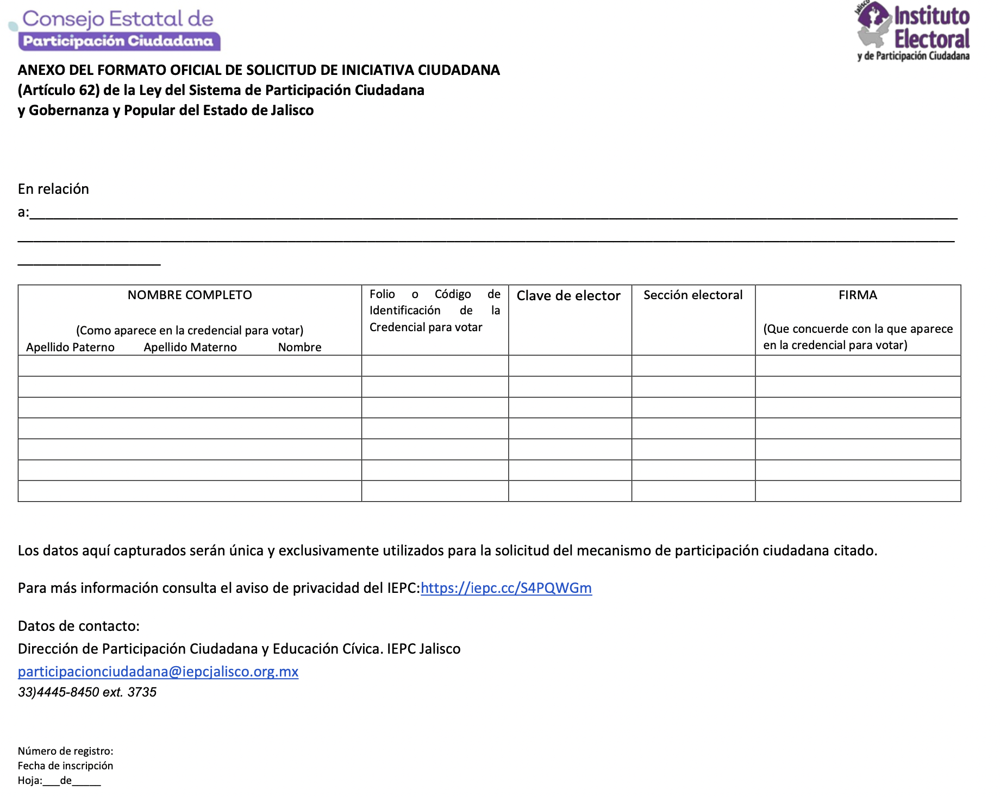 Consejo Estatal de
Participación Ciudadana
Jalisco
Instituto
Electoral
y de Participación Ciudadana
ANEXO DEL FORMATO OFICIAL DE SOLICITUD DE INICIATIVA CIUDADANA
(Artículo 62) de la Ley del Sistema de Participación Ciudadana
y Gobernanza y Popular del Estado de Jalisco
En relación
a:
NOMBRE COMPLETO
(Como aparece en la credencial para votar)
Apellido Paterno Apellido Materno Nombre
Folio o Código de
Identificación de la
Credencial para votar
Clave de elector
Sección electoral
FIRMA
(Que concuerde con la que aparece
en la credencial para votar)
Los datos aquí capturados serán única y exclusivamente utilizados para la solicitud del mecanismo de participación ciudadana citado.
Para más información consulta el aviso de privacidad del IEPC:https://iepc.cc/S4PQWGm
Datos de contacto:
Dirección de Participación Ciudadana y Educación Cívica. IEPC Jalisco
participacionciudadana@iepcjalisco.org.mx
33)4445-8450 ext. 3735
Número de registro:
Fecha de inscripción
Hoja:___de_____